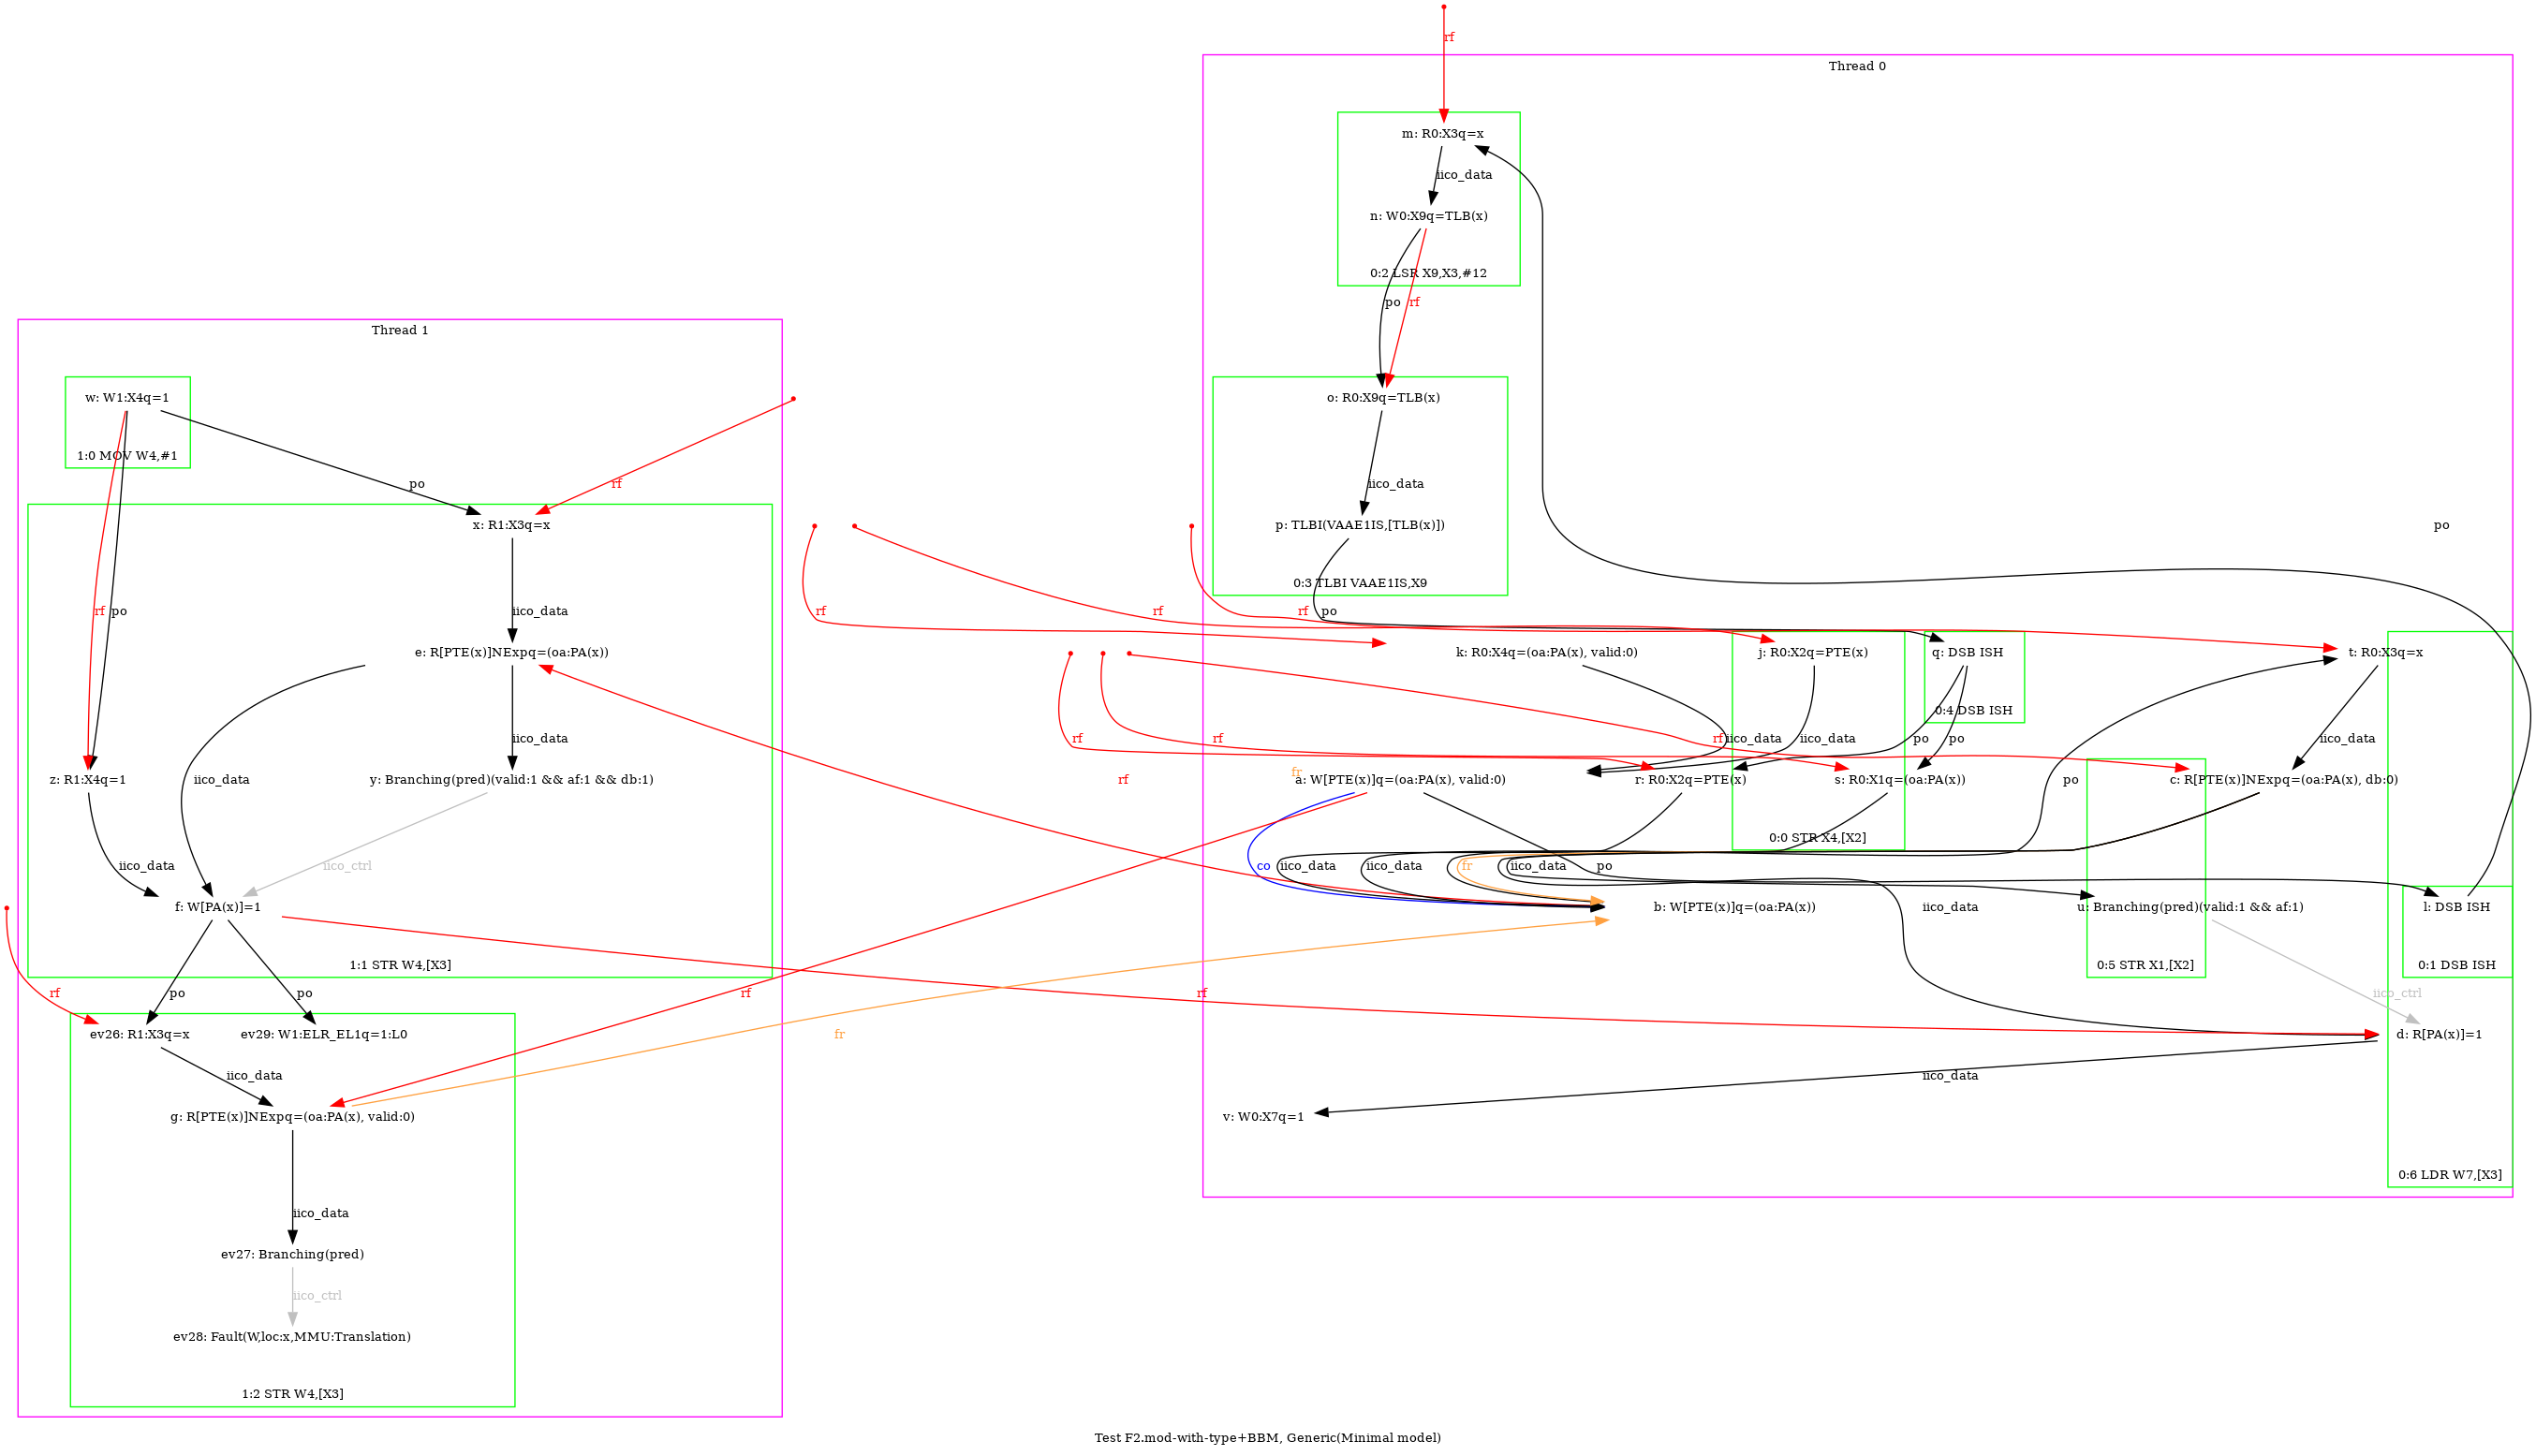 rf
Thread 0
m: R0:X3q=x
iico_data
n: W0:X9q=TLB(x)
0:2 LSR X9,X3,#12
po
rf
Thread 1
w: W1:X4q=1
1:0 MOV W4,#1
po
rf
o: R0:X9q=TLB(x)
iico_data
p: TLBI(VAAE1IS,[TLB(x)])
0:3 TLBI VAAE1IS,X9
po
x: R1:X3q=x
rf
po
iico_data
rf
rf
rf
po
e: R[PTE(x)]NExpq=(oa:PA(x))
k: R0:X4q=(oa:PA(x), valid:0)
j: R0:X2q=PTE(x)
q: DSB ISH
t: R0:X3q=x
0:4 DSB ISH
iico_data
rf
rf
rf
iico_data
iico_data
po
po
iico_data
z: R1:X4q=1
iico_data
y: Branching(pred)(valid:1 && af:1 && db:1)
rf
fr
a: W[PTE(x)]q=(oa:PA(x), valid:0)
r: R0:X2q=PTE(x)
s: R0:X1q=(oa:PA(x))
po
c: R[PTE(x)]NExpq=(oa:PA(x), db:0)
0:0 STR X4,[X2]
iico_data
iico_ctrl
co
iico_data
iico_data
fr
iico_data
po
f: W[PA(x)]=1
b: W[PTE(x)]q=(oa:PA(x))
iico_data
u: Branching(pred)(valid:1 && af:1)
l: DSB ISH
1:1 STR W4,[X3]
0:5 STR X1,[X2]
0:1 DSB ISH
rf
po
po
rf
rf
iico_ctrl
ev26: R1:X3q=x
ev29: W1:ELR_EL1q=1:L0
fr
d: R[PA(x)]=1
iico_data
iico_data
g: R[PTE(x)]NExpq=(oa:PA(x), valid:0)
v: W0:X7q=1
0:6 LDR W7,[X3]
iico_data
ev27: Branching(pred)
iico_ctrl
ev28: Fault(W,loc:x,MMU:Translation)
1:2 STR W4,[X3]
Test F2.mod-with-type+BBM, Generic(Minimal model)